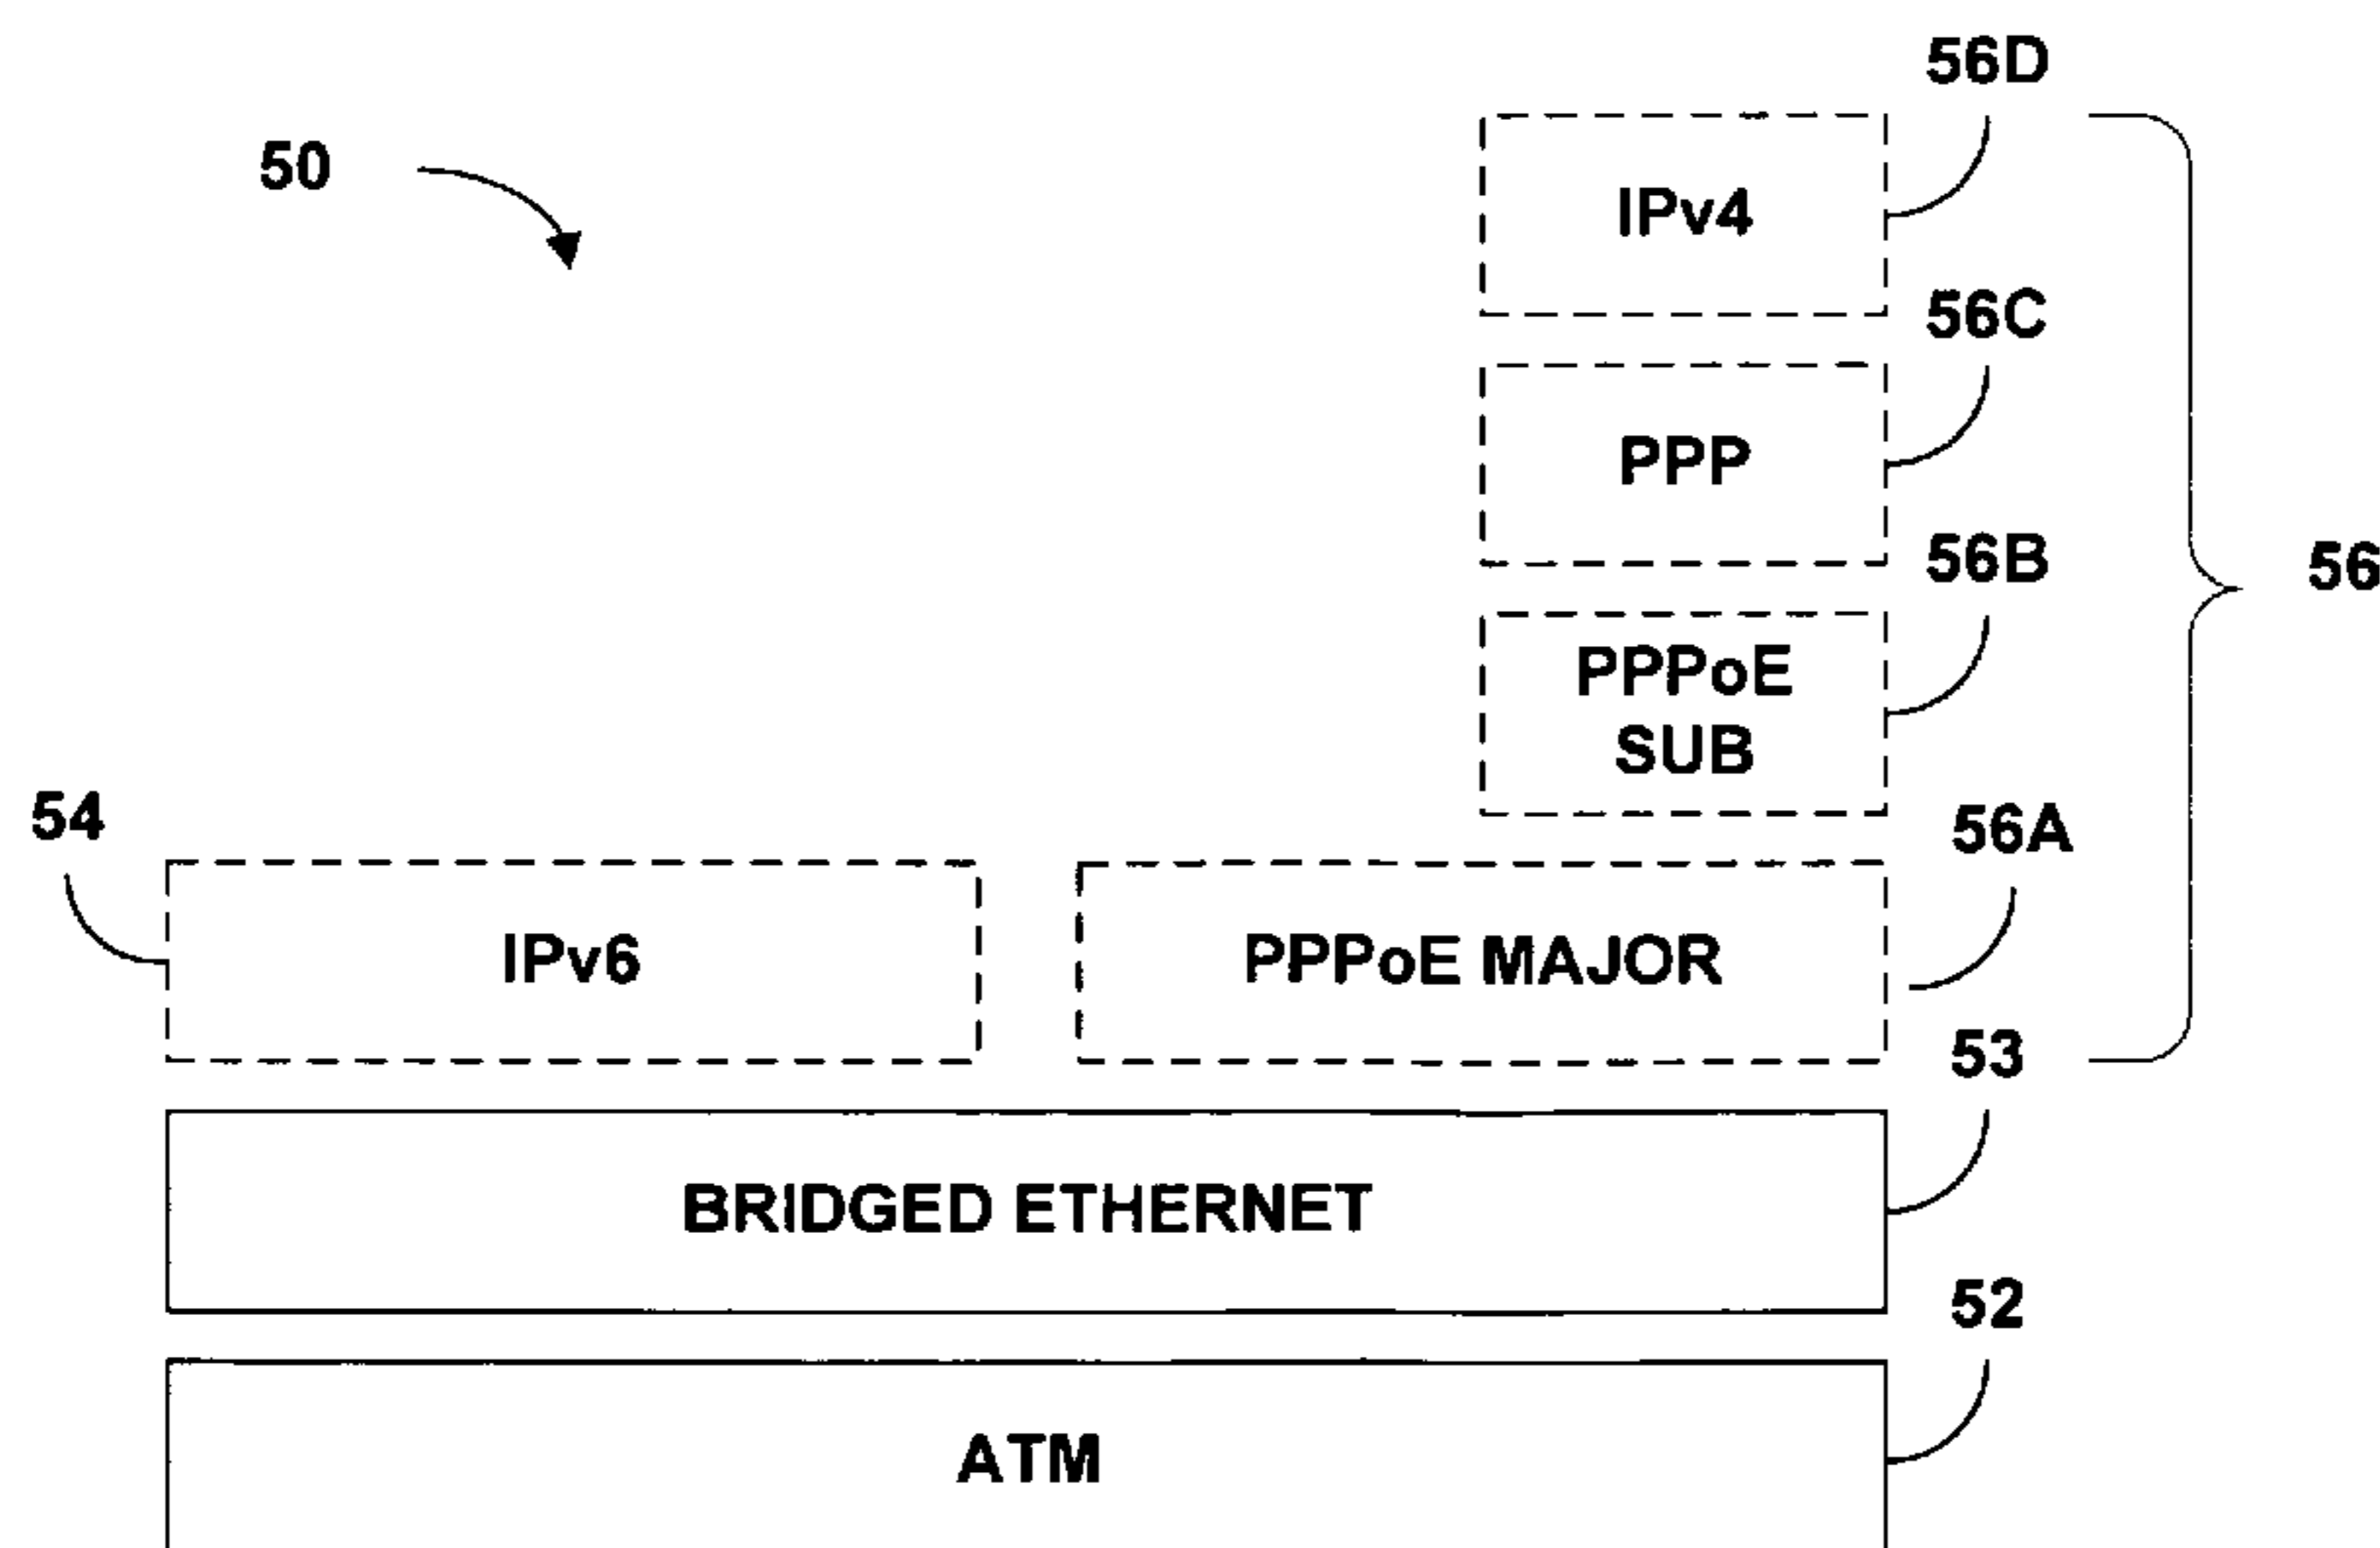 56D
50
IPv4
56C
PPP
56B
56
PPPoE
SUB
54
56A
IPv6
PPPoE MAJOR
53
BRIDGED ETHERNET
52
ATM